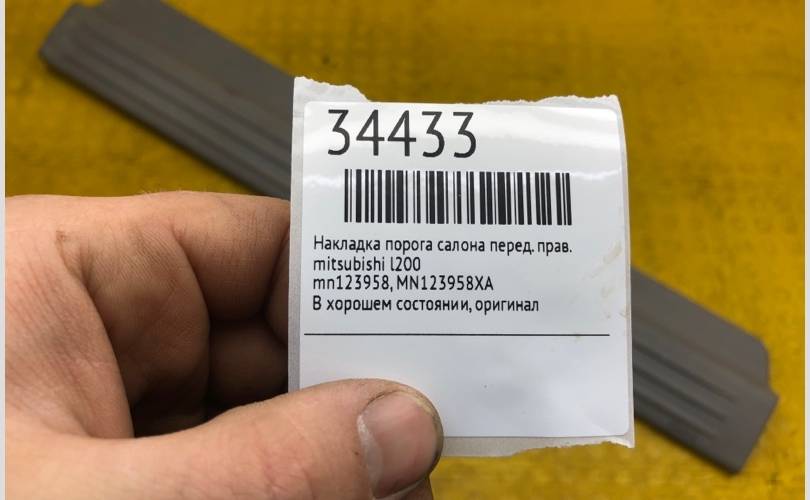 34433
Накладка порога салона перед. прав.
mitsubishi l200
mn123958, MN123958XA
В хорошем состоянии, оригинал